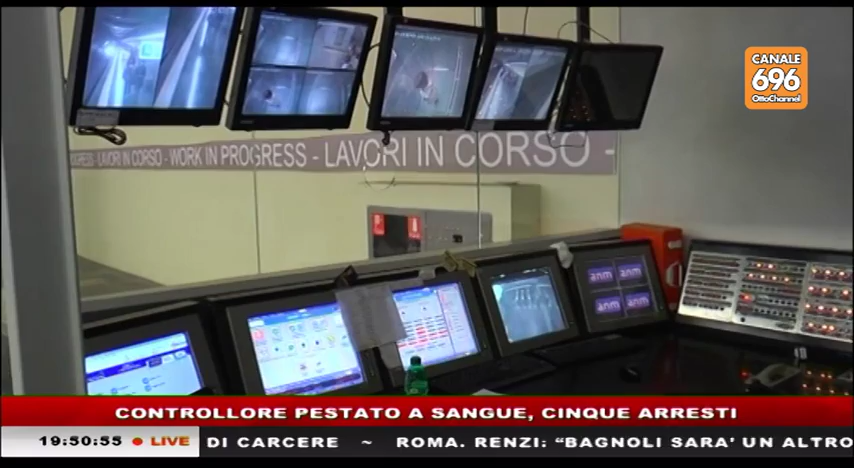 CANALE
696
OttoChannel
LAVORI IN CORSO - WORK IN PROGRESS - LAVORI IN CORSO -
anm anm
anm anm
CONTROLLORE PESTATO A SANGUE, CINQUE ARRESTI
19:50:55 ● LIVE DI CARCERE ~ ROMA. RENZI: “BAGNOLI SARA' UN ALTRO